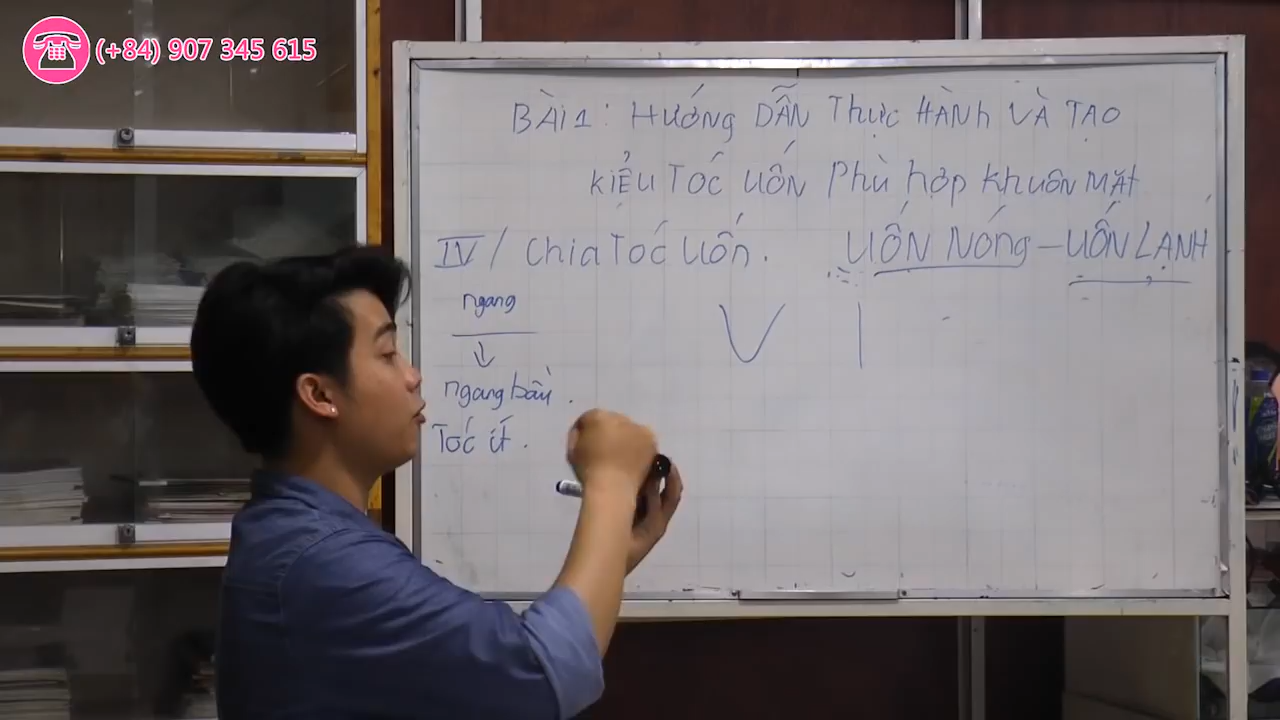 (+84) 907 345 615
BÀI 1: HƯỚNG DẪN THỰC HÀNH VÀ TẠO
KIỂU TÓC UỐN PHÙ HỢP KHUÔN MẶT
IV / Chia TÓC UỐN. UỐN NÓNG – UỐN LẠNH
ngang
ngang bầu.
TÓC ít.